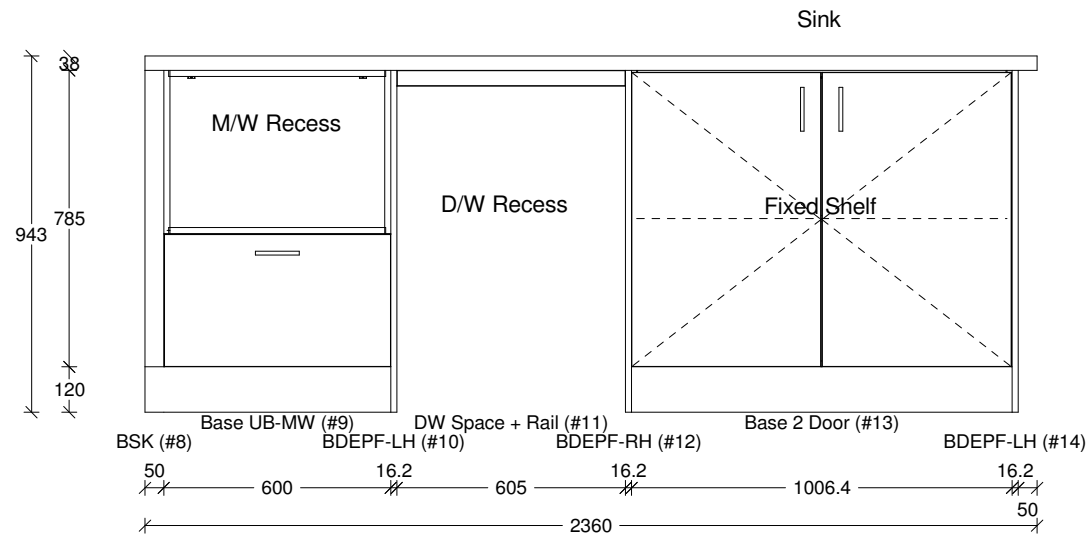 Sink
38
M/W Recess
D/W Recess
Fixed Shelf
785
943
120
Base UB-MW (#9)
DW Space + Rail (#11)
Base 2 Door (#13)
BSK (#8)
BDEPF-LH (#10)
BDEPF-RH (#12)
BDEPF-LH (#14)
50
16.2
16.2
16.2
600
605
1006.4
50
2360